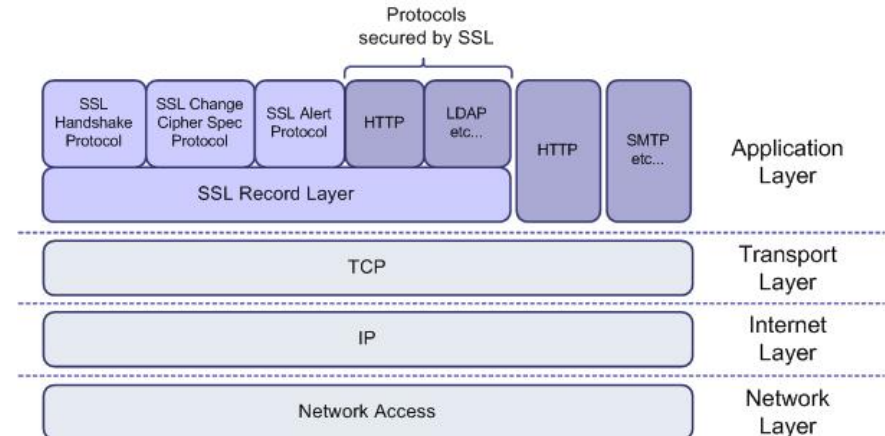 Protocols
secured by SSL
SSL
Handshake
Protocol
SSL Change
Cipher Spec
Protocol
SSL Alert
Protocol
HTTP
LDAP
etc...
HTTP
SMTP
etc...
Application
Layer
SSL Record Layer
TCP
Transport
Layer
IP
Internet
Layer
Network Access
Network
Layer